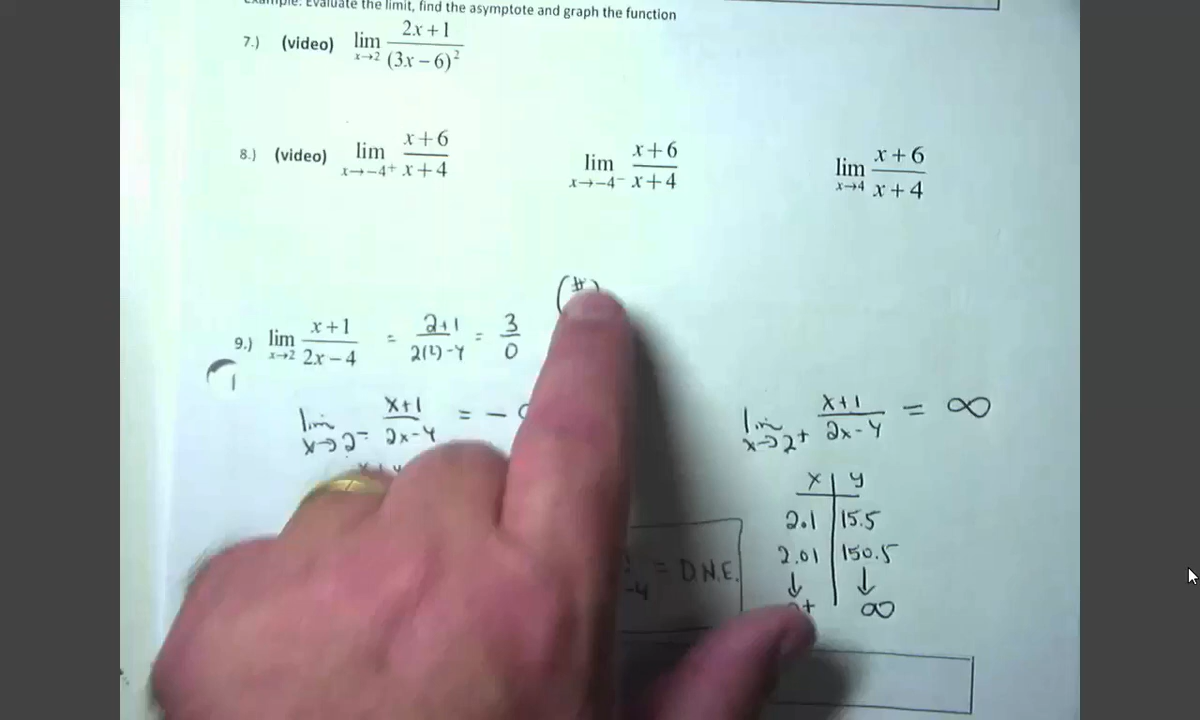 Example: Evaluate the limit, find the asymptote and graph the function
7.) (video) lim x→2 (2x+1)/(3x−6)²
8.) (video) lim x→−4⁺ (x+6)/(x+4) lim x→−4⁻ (x+6)/(x+4) lim x→4 (x+6)/(x+4)
(#)
9.) lim x→2 (x+1)/(2x−4) = (2+1)/(2(2)−4) = 3/0
lim x→2⁻ (x+1)/(2x−4) = − lim x→2⁺ (x+1)/(2x−4) = ∞
x y
x | y
2.1 | 15.5
2.01 | 150.5
−4 = D.N.E.
↓ ↓
+ ∞